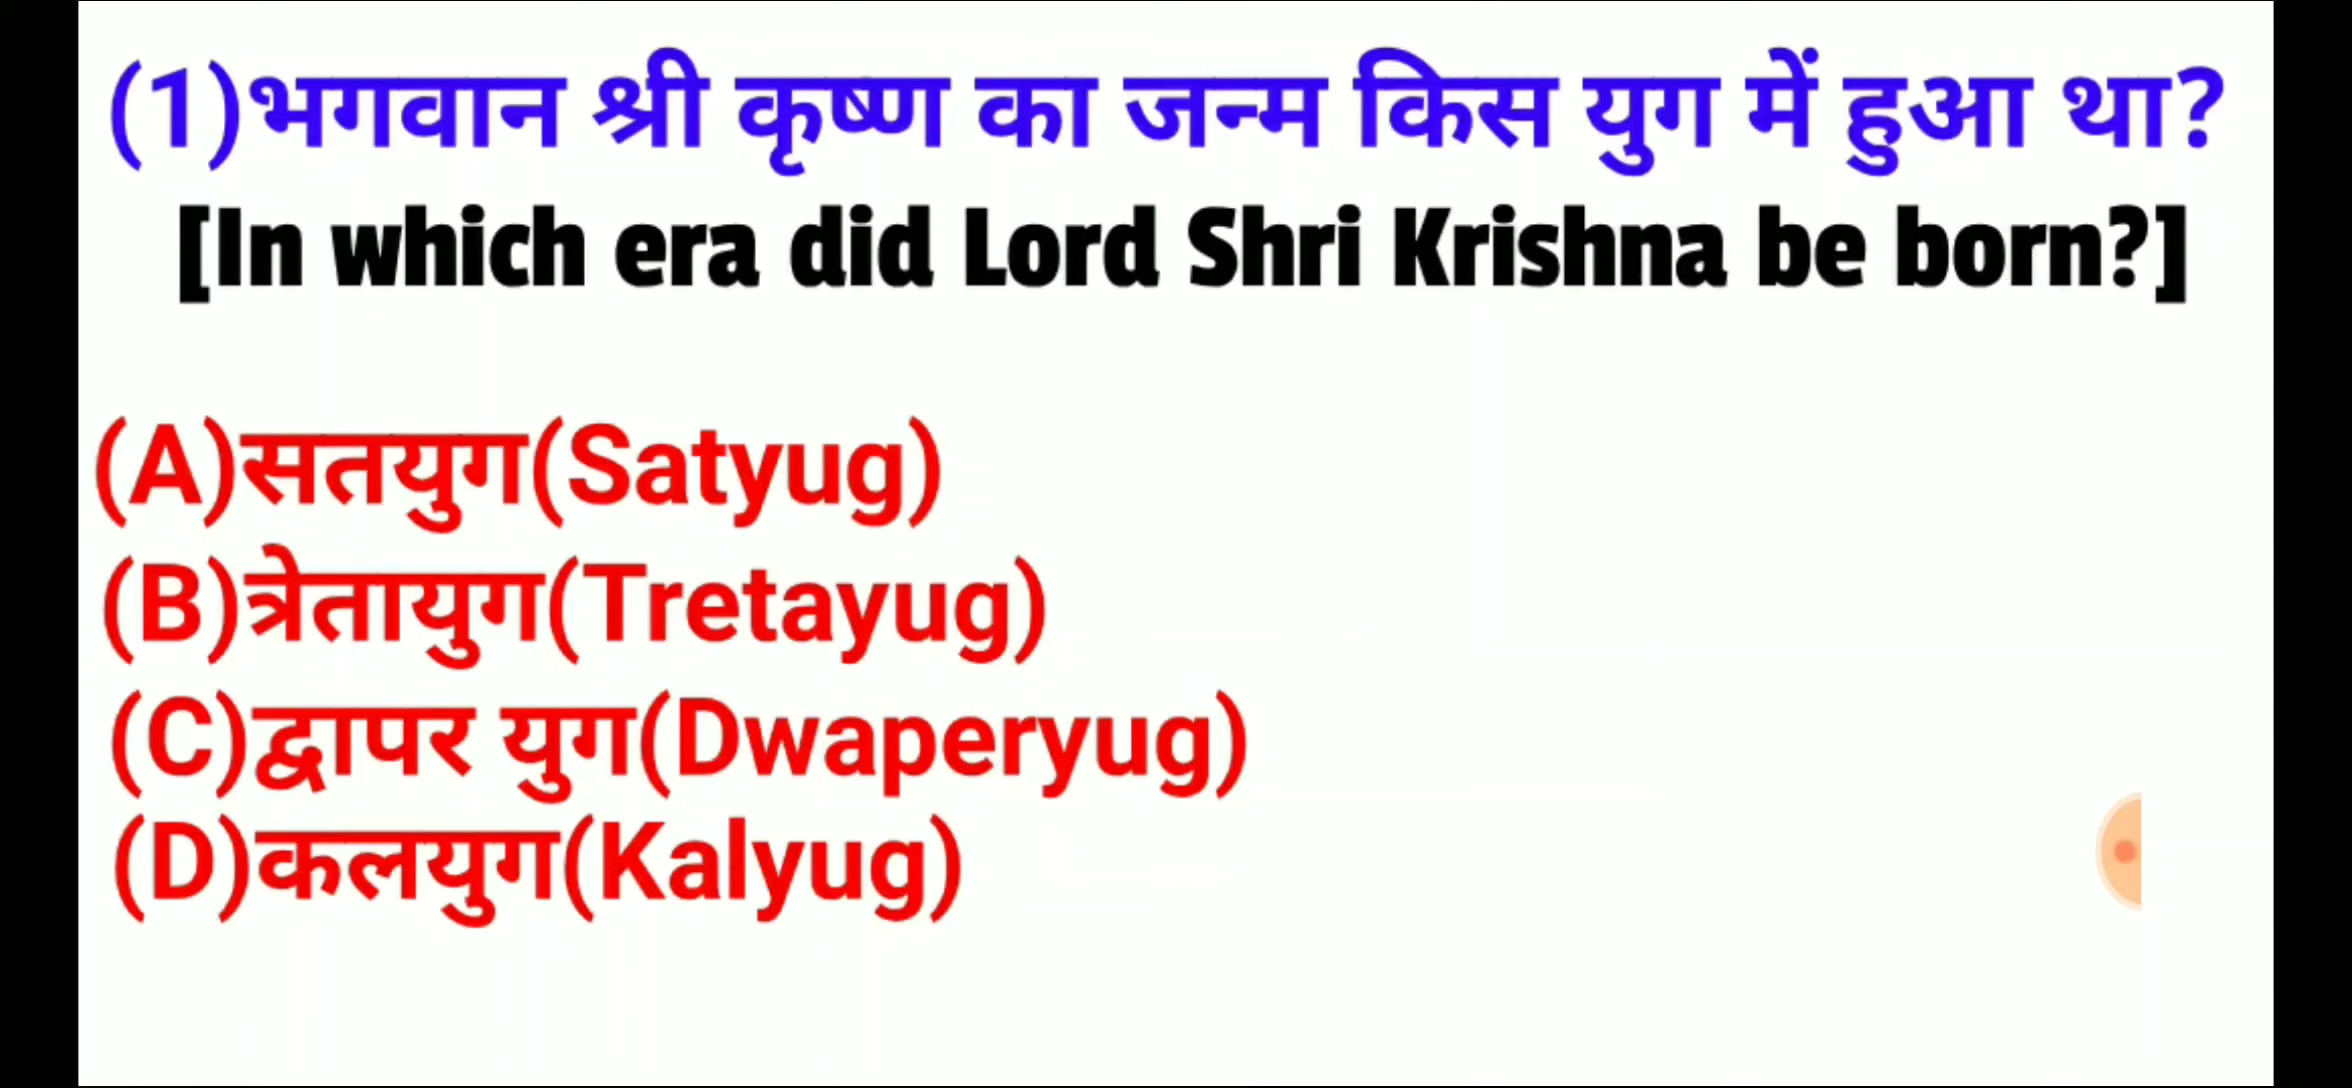 (1)भगवान श्री कृष्ण का जन्म किस युग में हुआ था?
[In which era did Lord Shri Krishna be born?]
(A)सतयुग(Satyug)
(B)त्रेतायुग(Tretayug)
(C)द्वापर युग(Dwaperyug)
(D)कलयुग(Kalyug)